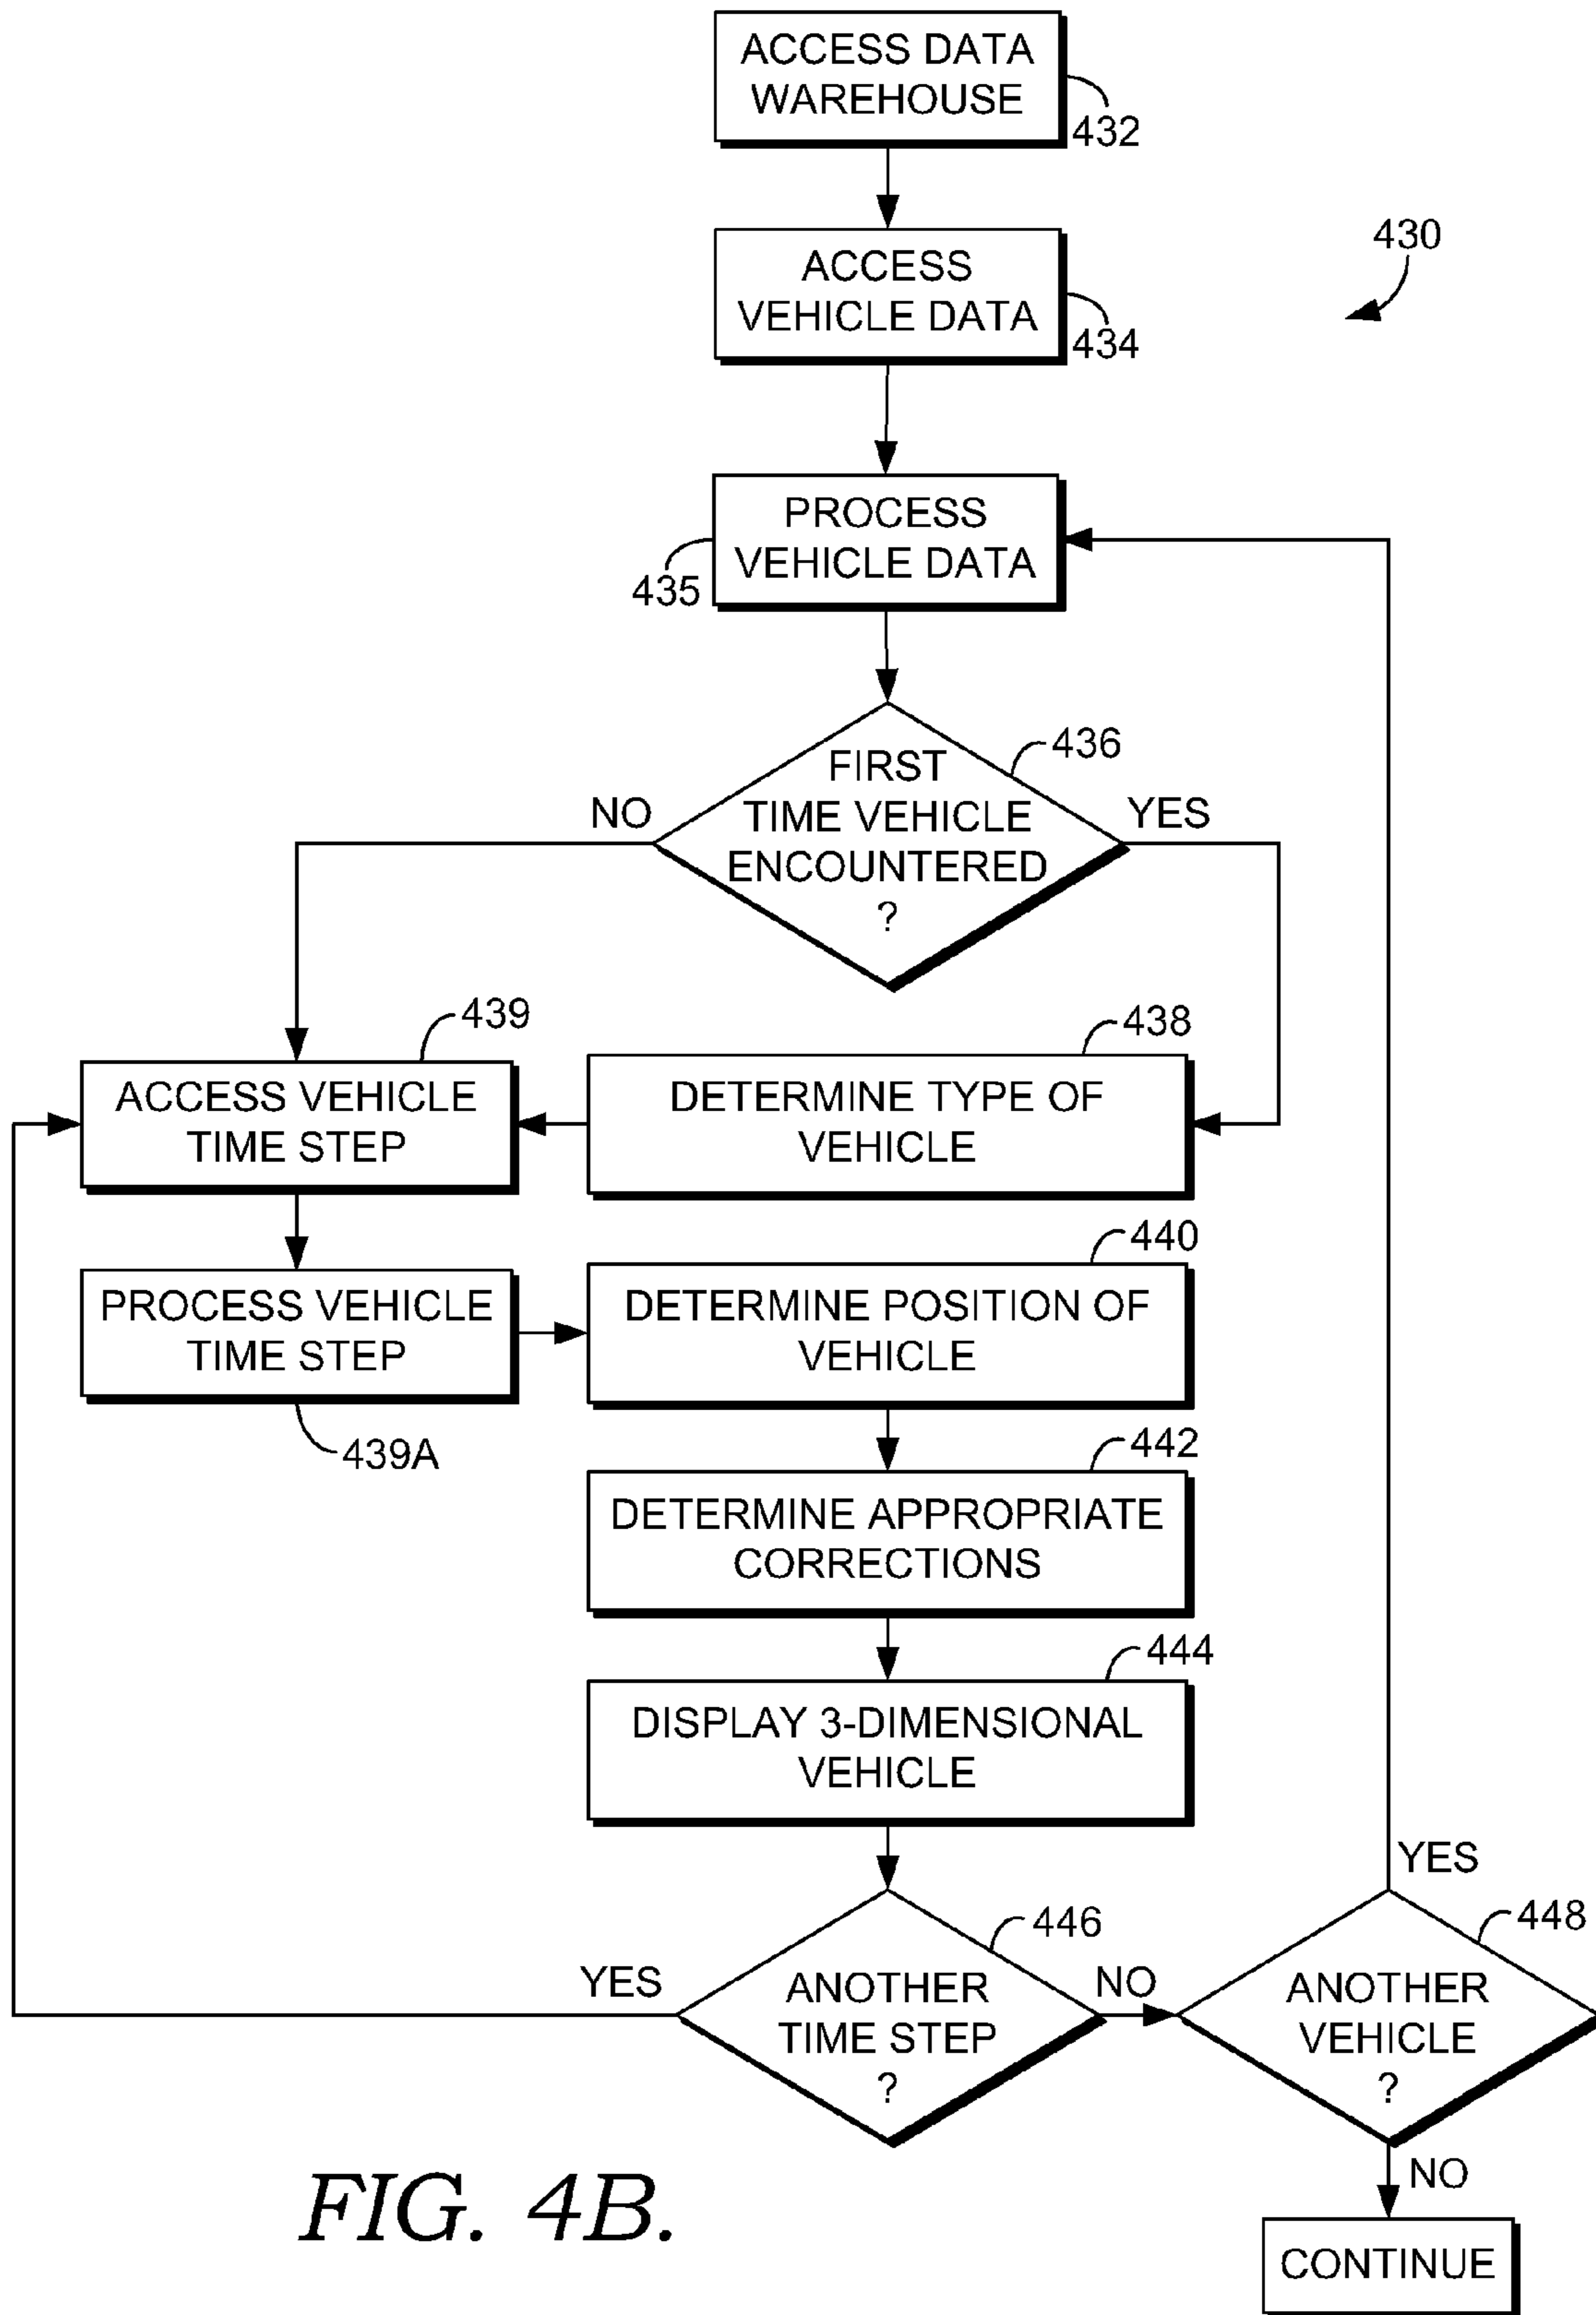 ACCESS DATA
WAREHOUSE
432
430
ACCESS
VEHICLE DATA
434
PROCESS
VEHICLE DATA
435
436
FIRST
TIME VEHICLE
ENCOUNTERED
?
NO
YES
439
438
ACCESS VEHICLE
TIME STEP
DETERMINE TYPE OF
VEHICLE
440
PROCESS VEHICLE
TIME STEP
DETERMINE POSITION OF
VEHICLE
439A
442
DETERMINE APPROPRIATE
CORRECTIONS
444
DISPLAY 3-DIMENSIONAL
VEHICLE
YES
446
448
YES
ANOTHER
TIME STEP
?
NO
ANOTHER
VEHICLE
?
NO
CONTINUE
FIG. 4B.